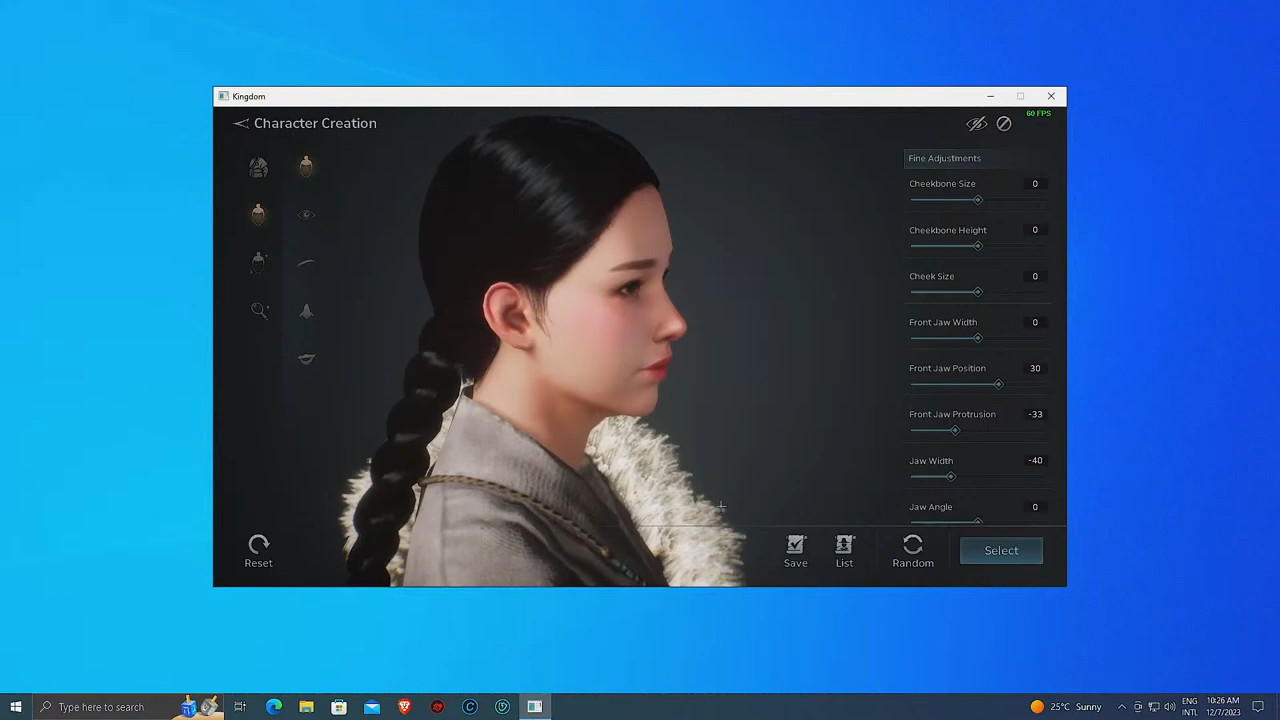 Kingdom
60 FPS
Character Creation
Fine Adjustments
Cheekbone Size 0
Cheekbone Height 0
Cheek Size 0
Front Jaw Width 0
Front Jaw Position 30
Front Jaw Protrusion -33
Jaw Width -40
Jaw Angle 0
Reset
Save
List
Random
Select
Type here to search
25°C Sunny
ENG
INTL
10:26 AM
12/7/2023